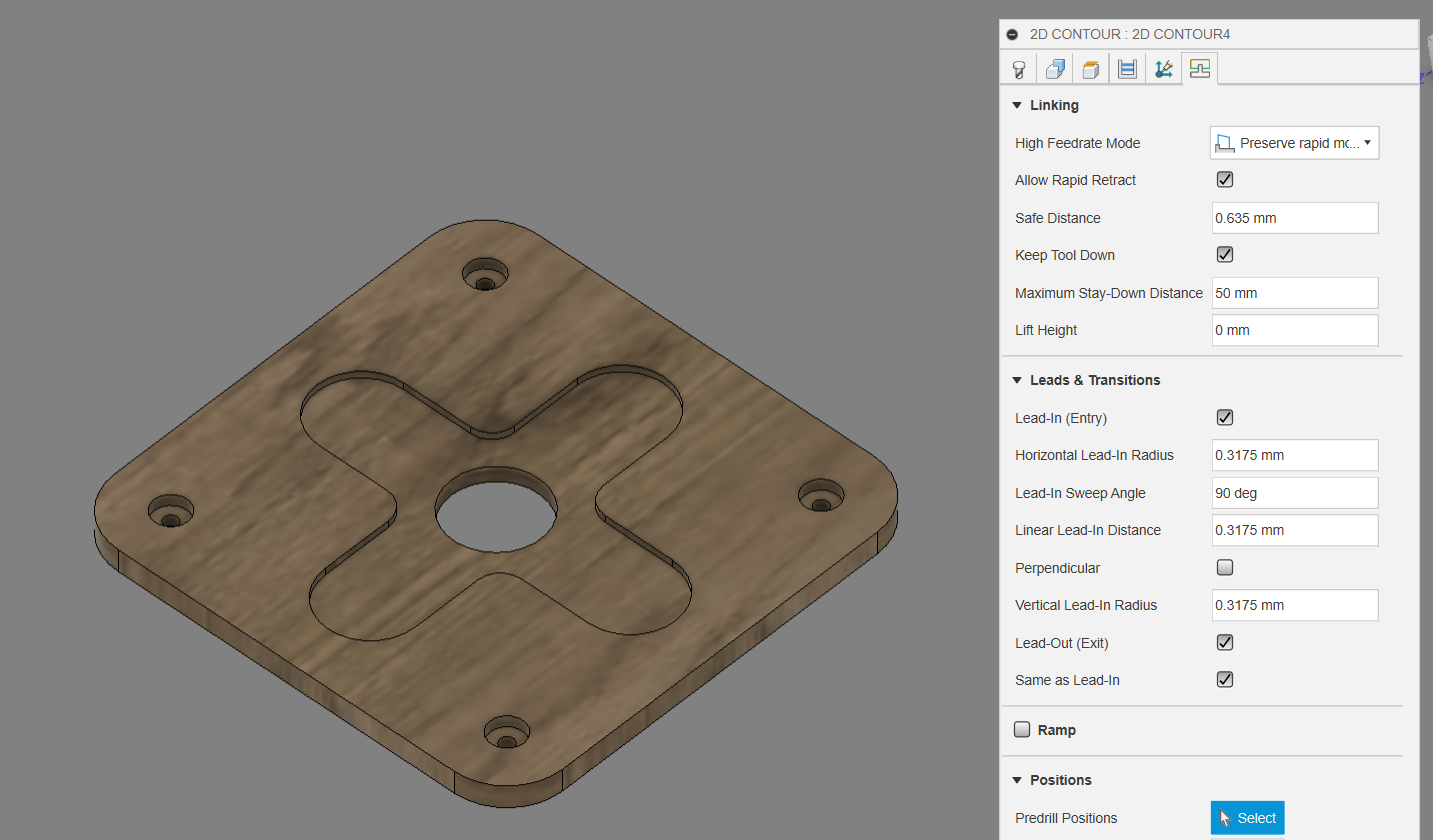 2D CONTOUR : 2D CONTOUR4
Linking
High Feedrate Mode Preserve rapid mc...
Allow Rapid Retract
Safe Distance 0.635 mm
Keep Tool Down
Maximum Stay-Down Distance 50 mm
Lift Height 0 mm
Leads & Transitions
Lead-In (Entry)
Horizontal Lead-In Radius 0.3175 mm
Lead-In Sweep Angle 90 deg
Linear Lead-In Distance 0.3175 mm
Perpendicular
Vertical Lead-In Radius 0.3175 mm
Lead-Out (Exit)
Same as Lead-In
Ramp
Positions
Predrill Positions Select